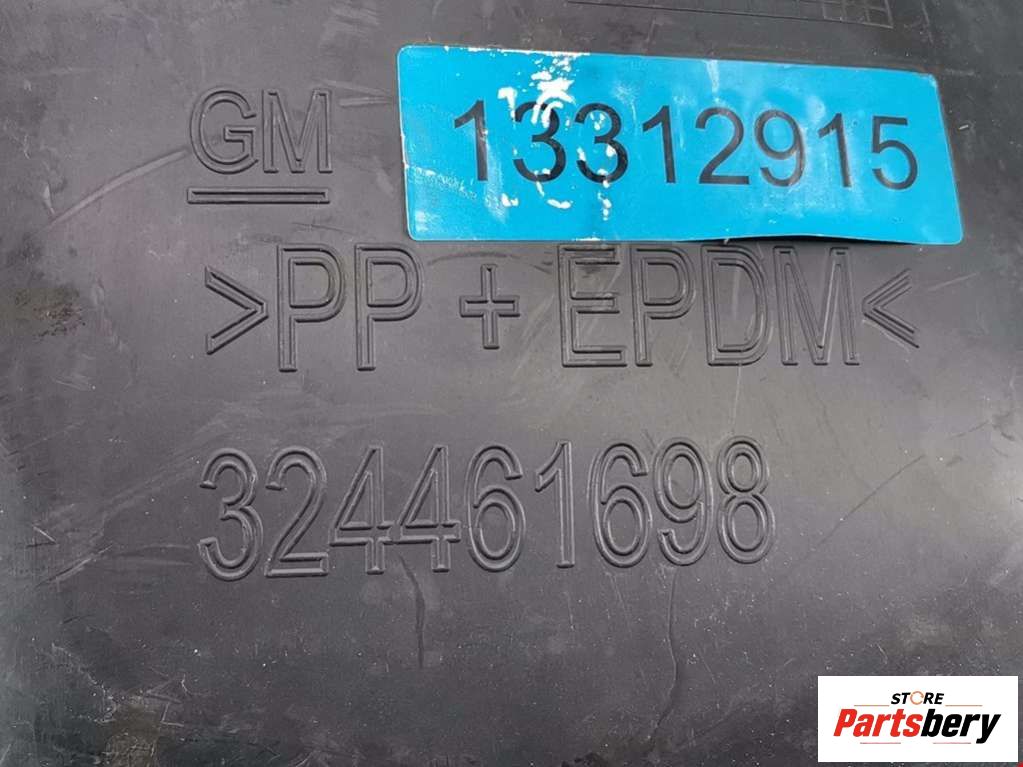 GM
13312915
>PP + EPDM<
324461698
STORE
Partsbery